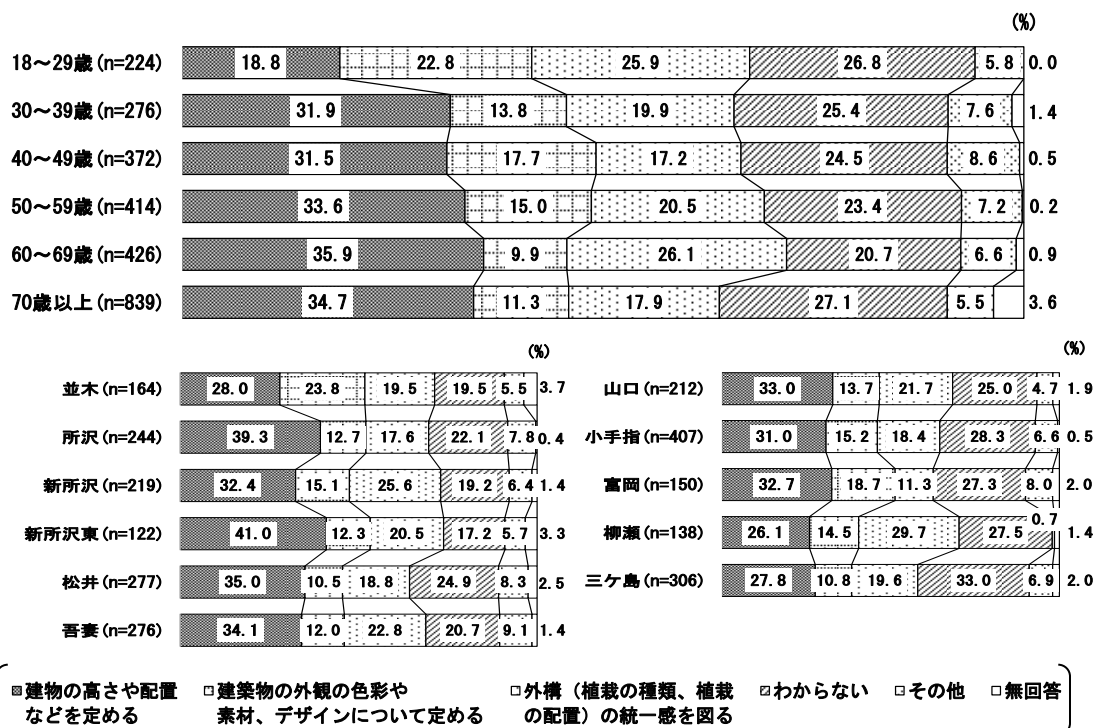 (%)
18～29歳(n=224) 18.8 22.8 25.9 26.8 5.8 0.0
30～39歳(n=276) 31.9 13.8 19.9 25.4 7.6 1.4
40～49歳(n=372) 31.5 17.7 17.2 24.5 8.6 0.5
50～59歳(n=414) 33.6 15.0 20.5 23.4 7.2 0.2
60～69歳(n=426) 35.9 9.9 26.1 20.7 6.6 0.9
70歳以上(n=839) 34.7 11.3 17.9 27.1 5.5 3.6
(%)
並木(n=164) 28.0 23.8 19.5 19.5 5.5 3.7
所沢(n=244) 39.3 12.7 17.6 22.1 7.8 0.4
新所沢(n=219) 32.4 15.1 25.6 19.2 6.4 1.4
新所沢東(n=122) 41.0 12.3 20.5 17.2 5.7 3.3
松井(n=277) 35.0 10.5 18.8 24.9 8.3 2.5
吾妻(n=276) 34.1 12.0 22.8 20.7 9.1 1.4
(%)
山口(n=212) 33.0 13.7 21.7 25.0 4.7 1.9
小手指(n=407) 31.0 15.2 18.4 28.3 6.6 0.5
富岡(n=150) 32.7 18.7 11.3 27.3 8.0 2.0
柳瀬(n=138) 26.1 14.5 29.7 27.5 0.7 1.4
三ケ島(n=306) 27.8 10.8 19.6 33.0 6.9 2.0
建物の高さや配置
などを定める
建築物の外観の色彩や
素材、デザインについて定める
外構（植栽の種類、植栽
の配置）の統一感を図る
わからない
その他
無回答